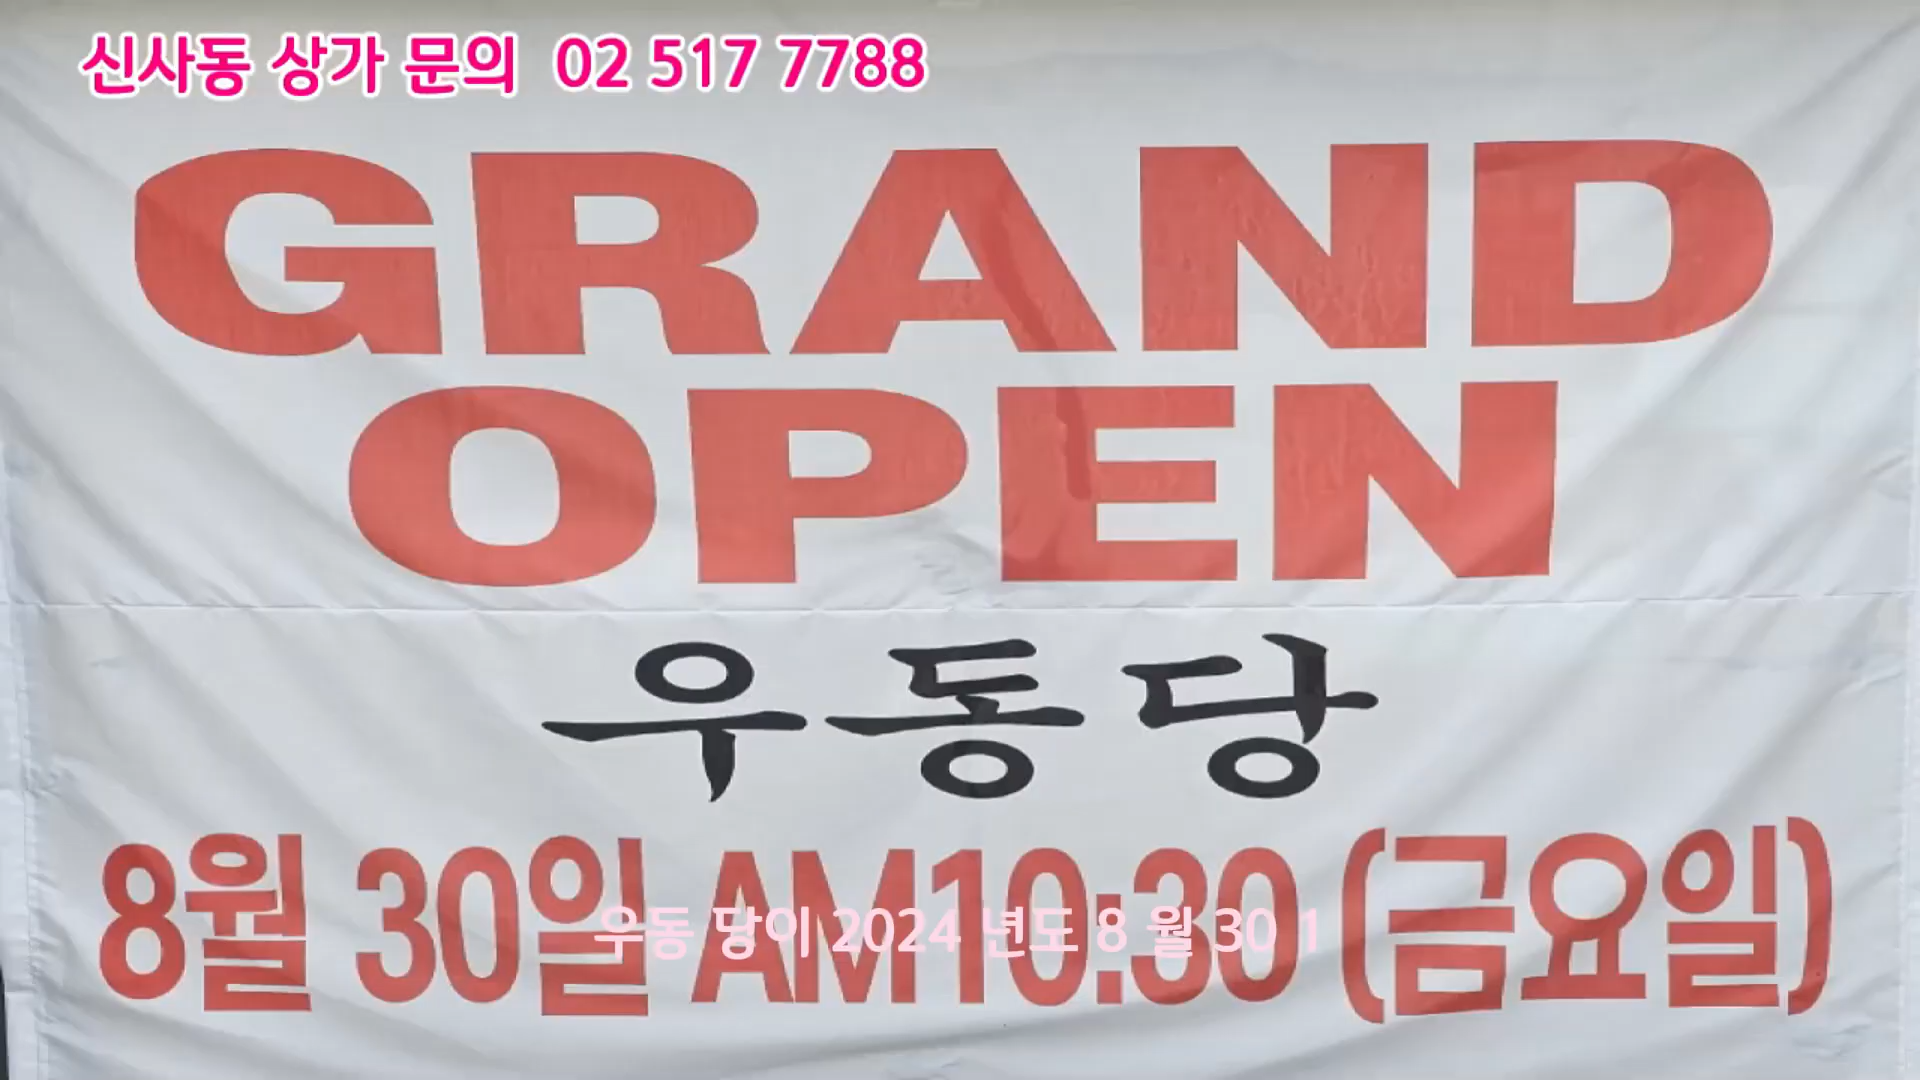 신사동 상가 문의 02 517 7788
GRAND
OPEN
우동당
8월 30일 AM10:30 (금요일)
우동 당이 2024 년도 8 월 30 1